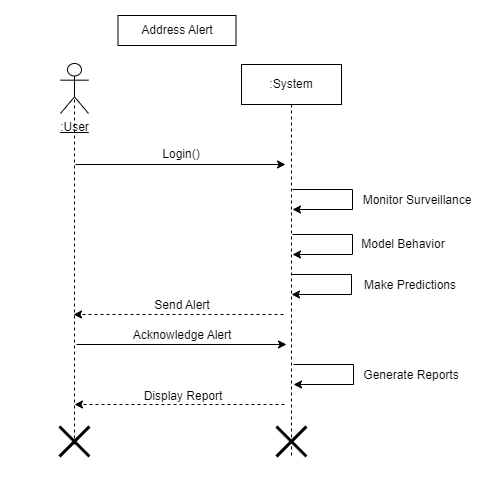 Address Alert
:System
:User
Login()
Monitor Surveillance
Model Behavior
Make Predictions
Send Alert
Acknowledge Alert
Generate Reports
Display Report